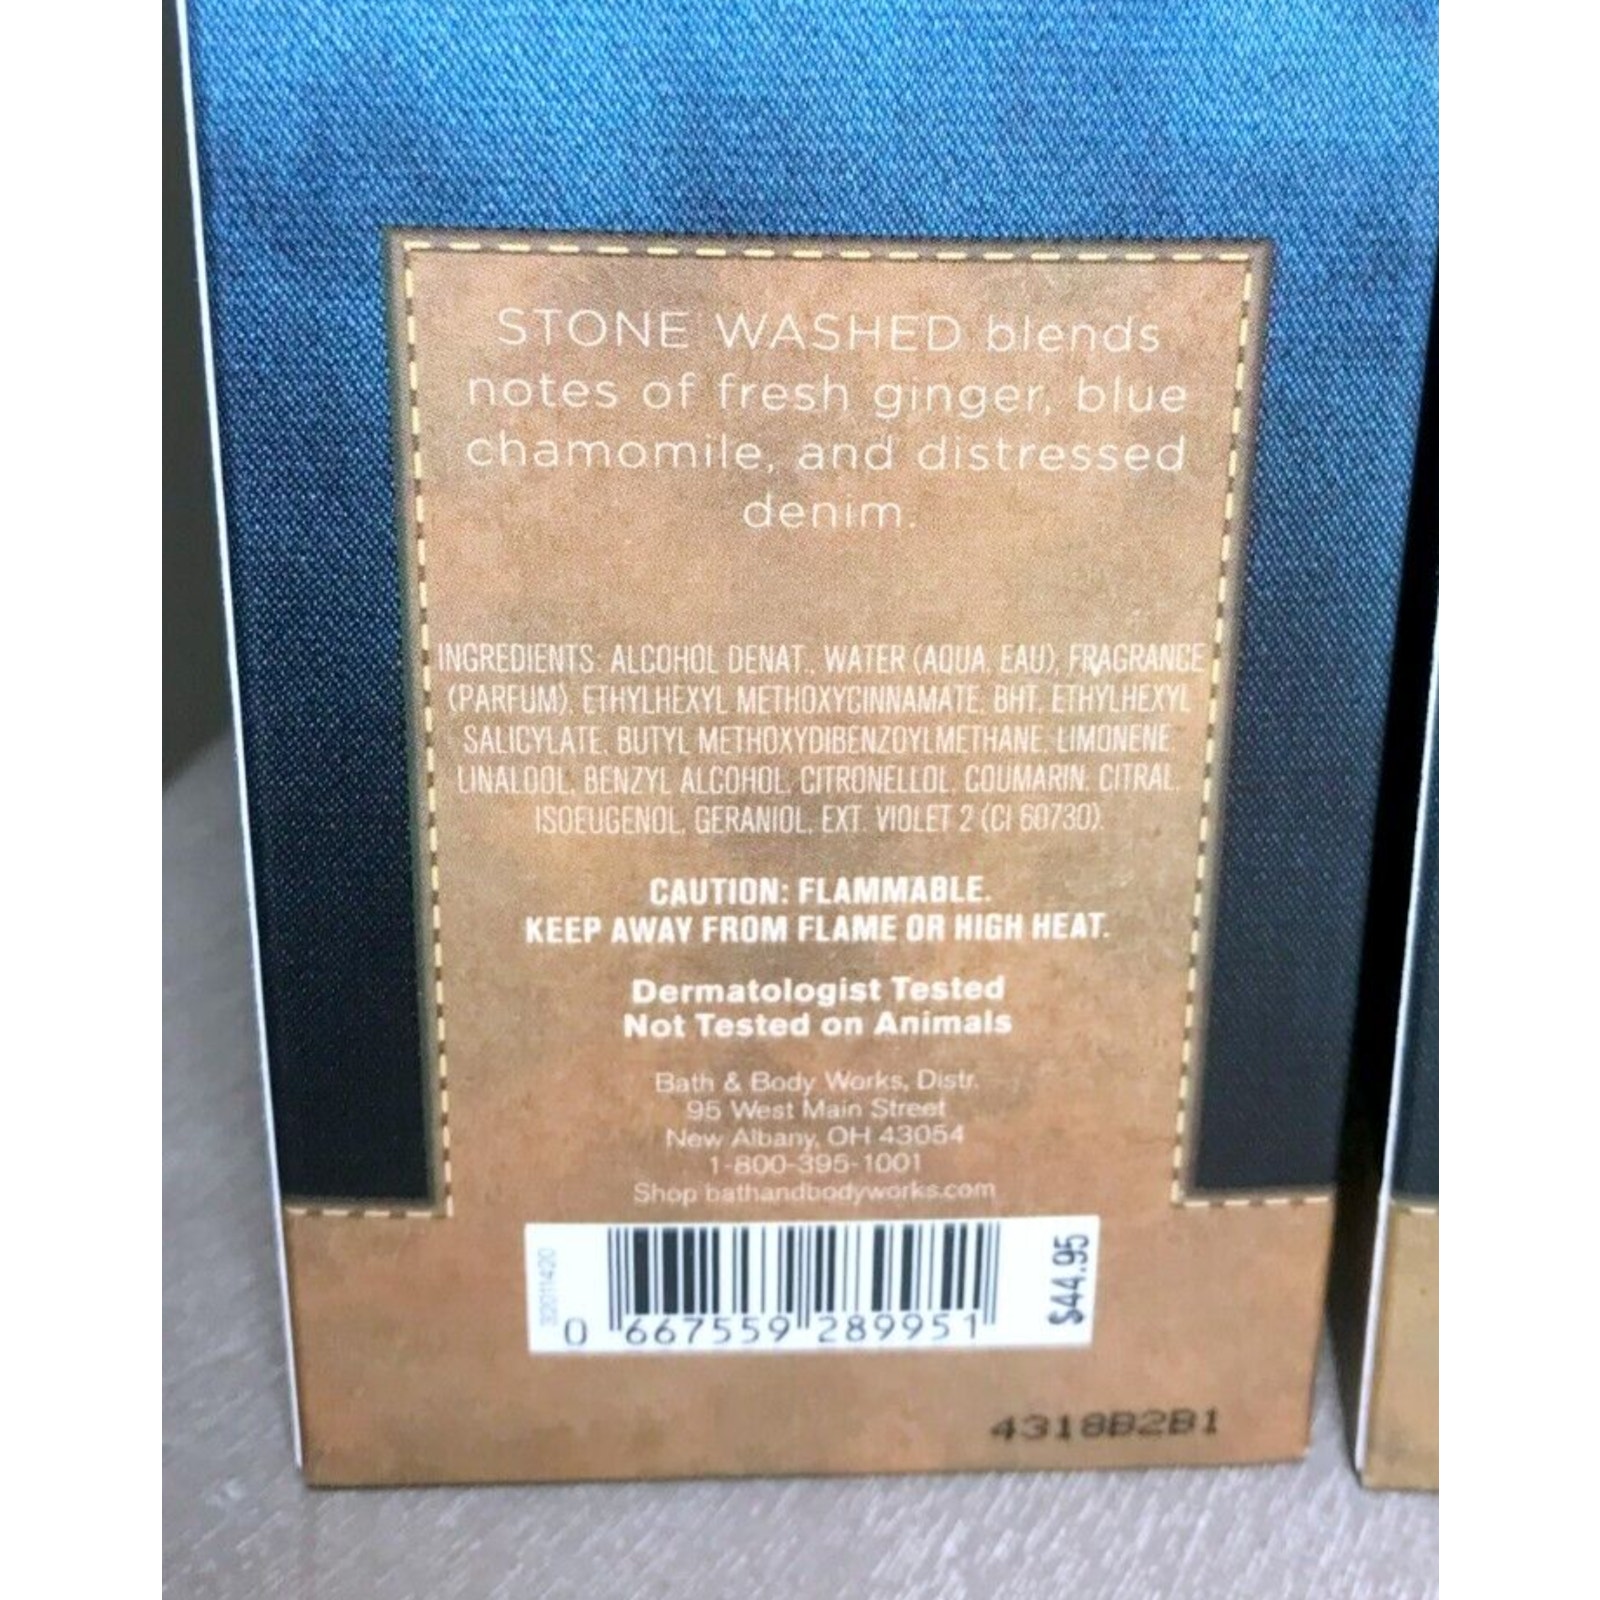 STONE WASHED blends
notes of fresh ginger, blue
chamomile, and distressed
denim.
INGREDIENTS: ALCOHOL DENAT., WATER (AQUA, EAU), FRAGRANCE
(PARFUM), ETHYLHEXYL METHOXYCINNAMATE, BHT, ETHYLHEXYL
SALICYLATE, BUTYL METHOXYDIBENZOYLMETHANE, LIMONENE
LINALOOL, BENZYL ALCOHOL, CITRONELLOL, COUMARIN, CITRAL,
ISOEUGENOL, GERANIOL, EXT. VIOLET 2 (CI 60730).
CAUTION: FLAMMABLE.
KEEP AWAY FROM FLAME OR HIGH HEAT.
Dermatologist Tested
Not Tested on Animals
Bath & Body Works, Distr.
95 West Main Street
New Albany, OH 43054
1-800-395-1001
Shop bathandbodyworks.com
$44.95
0 667559 289951
4318B2B1